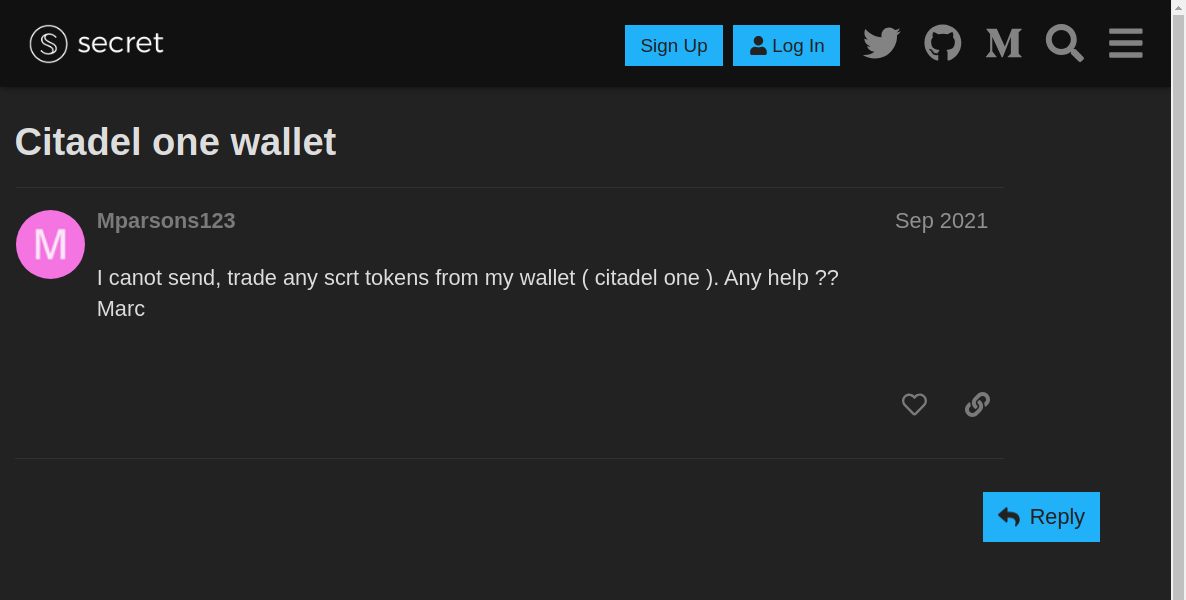 secret
Sign Up
Log In
Citadel one wallet
M
Mparsons123
Sep 2021
I canot send, trade any scrt tokens from my wallet ( citadel one ). Any help ??
Marc
Reply